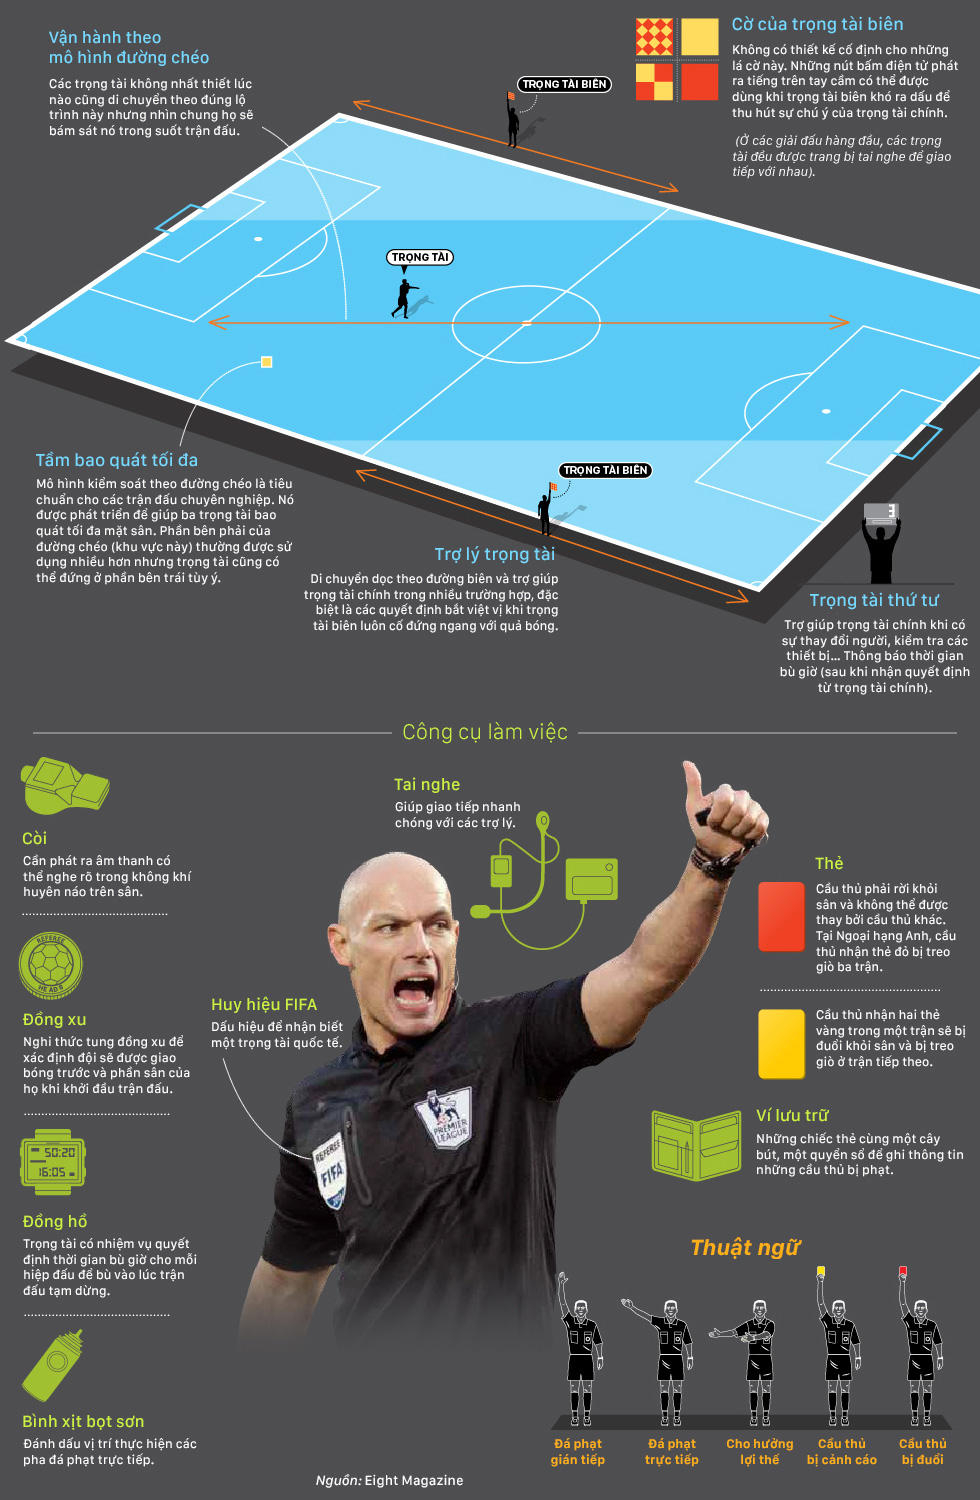 Vận hành theo
mô hình đường chéo
Các trọng tài không nhất thiết lúc
nào cũng di chuyển theo đúng lộ
trình này nhưng nhìn chung họ sẽ
bám sát nó trong suốt trận đấu.
TRỌNG TÀI BIÊN
Cờ của trọng tài biên
Không có thiết kế cố định cho những
lá cờ này. Những nút bấm điện tử phát
ra tiếng trên tay cầm có thể được
dùng khi trọng tài biên khó ra dấu để
thu hút sự chú ý của trọng tài chính.
(Ở các giải đấu hàng đầu, các trọng
tài đều được trang bị tai nghe để giao
tiếp với nhau).
TRỌNG TÀI
Tầm bao quát tối đa
Mô hình kiểm soát theo đường chéo là tiêu
chuẩn cho các trận đấu chuyên nghiệp. Nó
được phát triển để giúp ba trọng tài bao
quát tối đa mặt sân. Phần bên phải của
đường chéo (khu vực này) thường được sử
dụng nhiều hơn nhưng trọng tài cũng có
thể đứng ở phần bên trái tùy ý.
TRỌNG TÀI BIÊN
Trợ lý trọng tài
Di chuyển dọc theo đường biên và trợ giúp
trọng tài chính trong nhiều trường hợp, đặc
biệt là các quyết định bắt việt vị khi trọng
tài biên luôn cố đứng ngang với quả bóng.
3
Trọng tài thứ tư
Trợ giúp trọng tài chính khi có
sự thay đổi người, kiểm tra các
thiết bị... Thông báo thời gian
bù giờ (sau khi nhận quyết định
từ trọng tài chính).
Công cụ làm việc
Còi
Cần phát ra âm thanh có
thể nghe rõ trong không khí
huyên náo trên sân.
REFEREE
HEADS
Đồng xu
Nghi thức tung đồng xu để
xác định đội sẽ được giao
bóng trước và phần sân của
họ khi khởi đầu trận đấu.
50:20
16:05
Đồng hồ
Trọng tài có nhiệm vụ quyết
định thời gian bù giờ cho mỗi
hiệp đấu để bù vào lúc trận
đấu tạm dừng.
Bình xịt bọt sơn
Đánh dấu vị trí thực hiện các
pha đá phạt trực tiếp.
Tai nghe
Giúp giao tiếp nhanh
chóng với các trợ lý.
Huy hiệu FIFA
Dấu hiệu để nhận biết
một trọng tài quốc tế.
PREMIER
LEAGUE
REFEREE
FIFA
Thẻ
Cầu thủ phải rời khỏi
sân và không thể được
thay bởi cầu thủ khác.
Tại Ngoại hạng Anh, cầu
thủ nhận thẻ đỏ bị treo
giò ba trận.
Cầu thủ nhận hai thẻ
vàng trong một trận sẽ bị
đuổi khỏi sân và bị treo
giò ở trận tiếp theo.
Ví lưu trữ
Những chiếc thẻ cùng một cây
bút, một quyển sổ để ghi thông tin
những cầu thủ bị phạt.
Thuật ngữ
Đá phạt
gián tiếp
Đá phạt
trực tiếp
Cho hưởng
lợi thế
Cầu thủ
bị cảnh cáo
Cầu thủ
bị đuổi
Nguồn: Eight Magazine